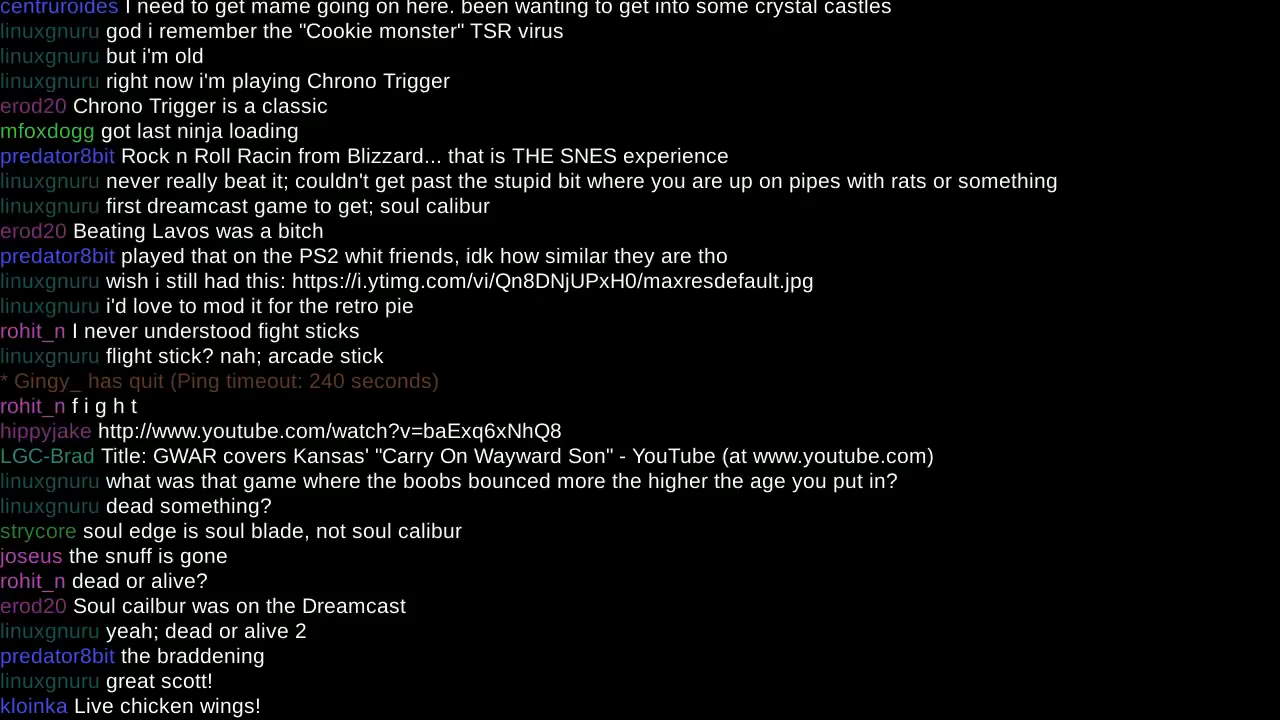 centruroides I need to get mame going on here. been wanting to get into some crystal castles
linuxgnuru god i remember the "Cookie monster" TSR virus
linuxgnuru but i'm old
linuxgnuru right now i'm playing Chrono Trigger
erod20 Chrono Trigger is a classic
mfoxdogg got last ninja loading
predator8bit Rock n Roll Racin from Blizzard... that is THE SNES experience
linuxgnuru never really beat it; couldn't get past the stupid bit where you are up on pipes with rats or something
linuxgnuru first dreamcast game to get; soul calibur
erod20 Beating Lavos was a bitch
predator8bit played that on the PS2 whit friends, idk how similar they are tho
linuxgnuru wish i still had this: https://i.ytimg.com/vi/Qn8DNjUPxH0/maxresdefault.jpg
linuxgnuru i'd love to mod it for the retro pie
rohit_n I never understood fight sticks
linuxgnuru flight stick? nah; arcade stick
* Gingy_ has quit (Ping timeout: 240 seconds)
rohit_n f i g h t
hippyjake http://www.youtube.com/watch?v=baExq6xNhQ8
LGC-Brad Title: GWAR covers Kansas' "Carry On Wayward Son" - YouTube (at www.youtube.com)
linuxgnuru what was that game where the boobs bounced more the higher the age you put in?
linuxgnuru dead something?
strycore soul edge is soul blade, not soul calibur
joseus the snuff is gone
rohit_n dead or alive?
erod20 Soul cailbur was on the Dreamcast
linuxgnuru yeah; dead or alive 2
predator8bit the braddening
linuxgnuru great scott!
kloinka Live chicken wings!